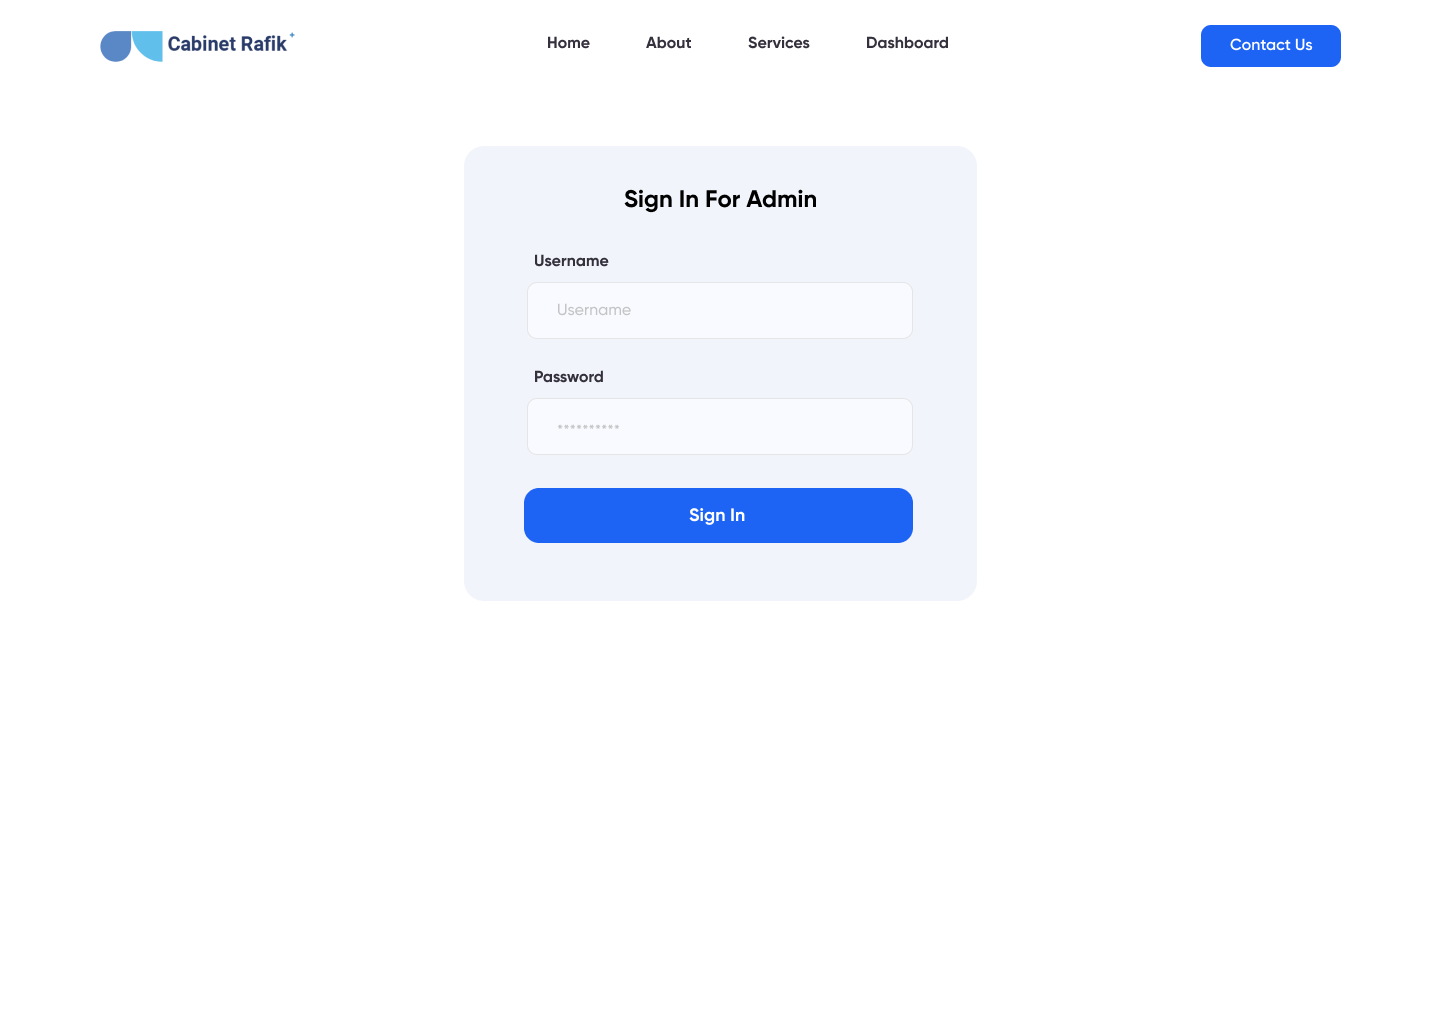 Cabinet Rafik
Home
About
Services
Dashboard
Contact Us
Sign In For Admin
Username
Username
Password
••••••••••
Sign In